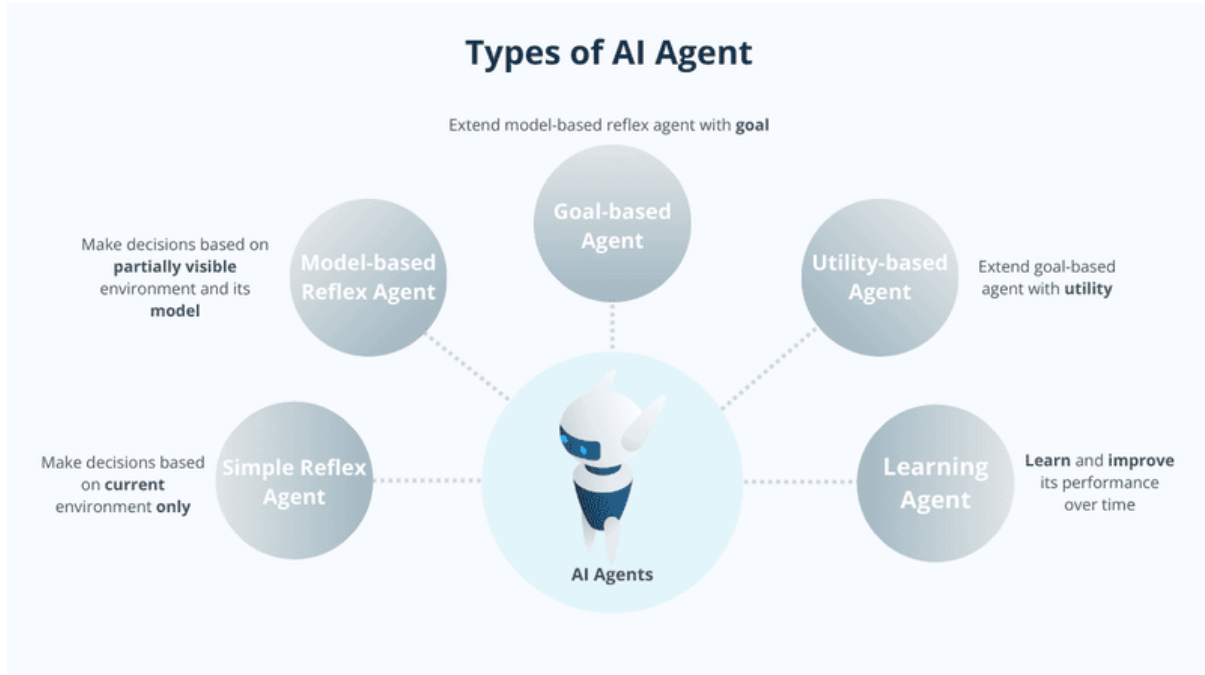 Types of AI Agent
Extend model-based reflex agent with goal
Goal-based
Agent
Make decisions based on
partially visible
environment and its
model
Model-based
Reflex Agent
Utility-based
Agent
Extend goal-based
agent with utility
Make decisions based
on current
environment only
Simple Reflex
Agent
Learning
Agent
Learn and improve
its performance
over time
AI Agents